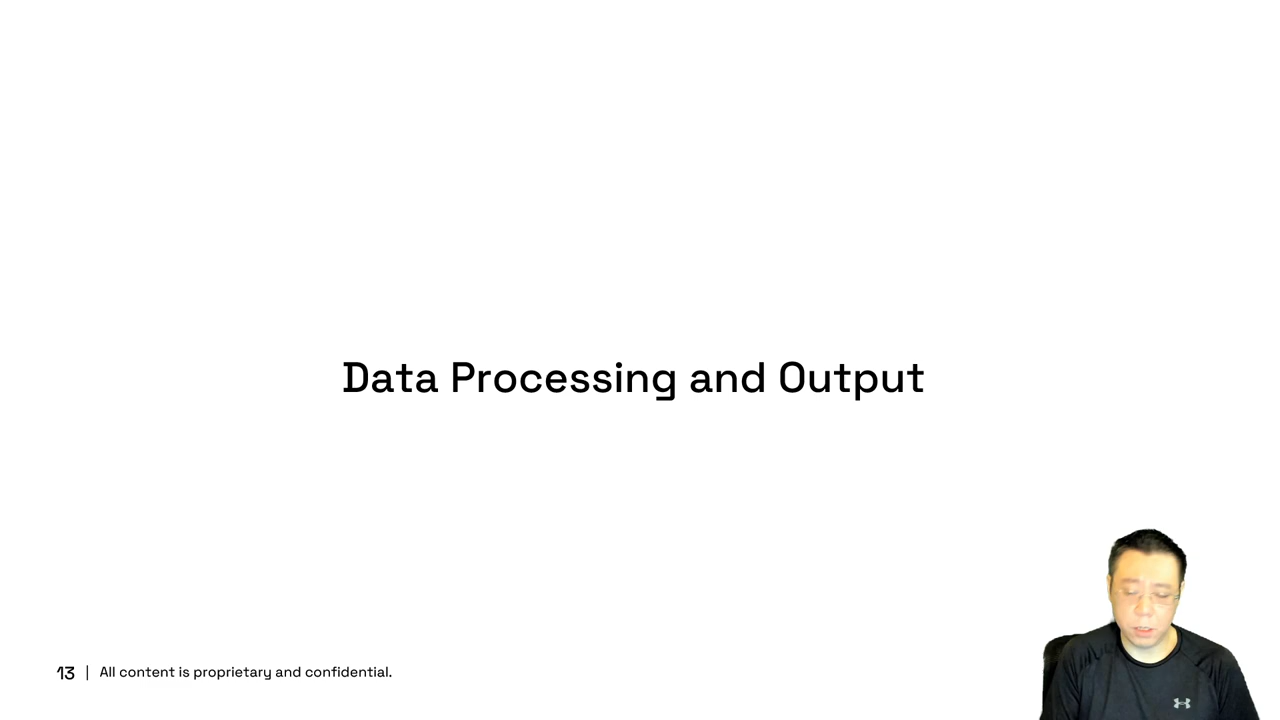 Data Processing and Output
13 | All content is proprietary and confidential.